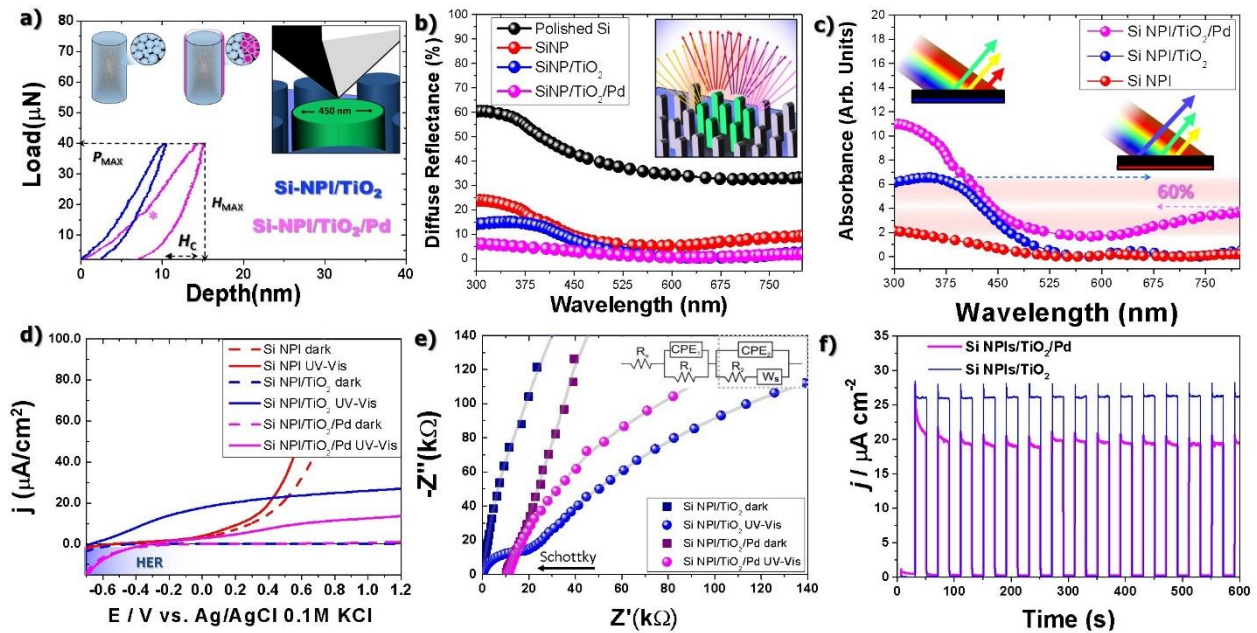 a)
Load(μN)
80
70
60
50
40
30
20
10
0
10
20
30
40
Depth(nm)
450 nm
P MAX
H MAX
H C
*
Si-NPI/TiO2
Si-NPI/TiO2/Pd
b)
Diffuse Reflectance (%)
100
90
80
70
60
50
40
30
20
10
0
300
375
450
525
600
675
750
Wavelength (nm)
Polished Si
SiNP
SiNP/TiO2
SiNP/TiO2/Pd
c)
Absorbance (Arb. Units)
20
18
16
14
12
10
8
6
4
2
0
300
375
450
525
600
675
750
Wavelength (nm)
Si NPI/TiO2/Pd
Si NPI/TiO2
Si NPI
60%
d)
j (μA/cm2)
100.0
80.0
60.0
40.0
20.0
0.0
-0.6 -0.4 -0.2 0.0 0.2 0.4 0.6 0.8 1.0 1.2
E / V vs. Ag/AgCl 0.1M KCl
Si NPI dark
Si NPI UV-Vis
Si NPI/TiO2 dark
Si NPI/TiO2 UV-Vis
Si NPI/TiO2/Pd dark
Si NPI/TiO2/Pd UV-Vis
HER
e)
-Z''(kΩ)
140
120
100
80
60
40
20
0
0 20 40 60 80 100 120 140
Z'(kΩ)
CPE1
R1
CPE2
R2
Ws
Schottky
Si NPI/TiO2 dark
Si NPI/TiO2 UV-Vis
Si NPI/TiO2/Pd dark
Si NPI/TiO2/Pd UV-Vis
f)
j / μA cm-2
35
30
25
20
15
10
5
0
0 100 200 300 400 500 600
Time (s)
Si NPIs/TiO2/Pd
Si NPIs/TiO2